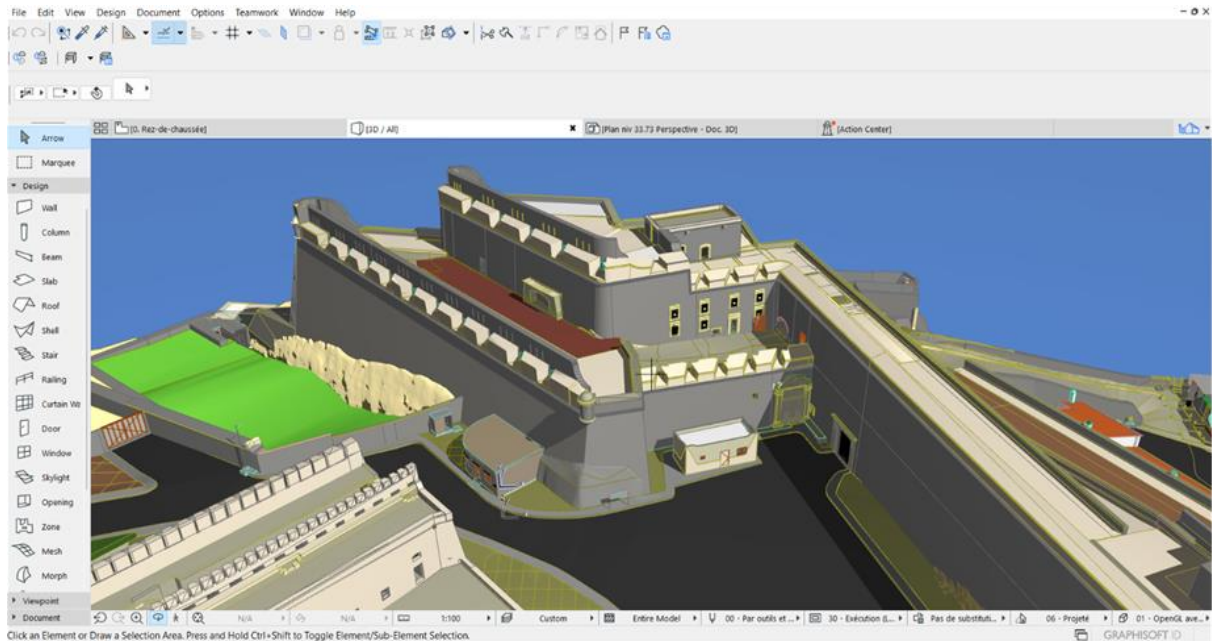 File Edit View Design Document Options Teamwork Window Help
[0. Rez-de-chaussée] [3D / All] [Plan niv 33.73 Perspective - Doc. 3D] [Action Center]
Arrow
Marquee
Design
Wall
Column
Beam
Slab
Roof
Shell
Stair
Railing
Curtain Wa
Door
Window
Skylight
Opening
Zone
Mesh
Morph
Viewpoint
Document
N/A N/A 1:100 Custom Entire Model 00 - Par outils et ... 30 - Exécution (L... Pas de substituti... 06 - Projeté 01 - OpenGL ave...
Click an Element or Draw a Selection Area. Press and Hold Ctrl+Shift to Toggle Element/Sub-Element Selection.
GRAPHISOFT ID